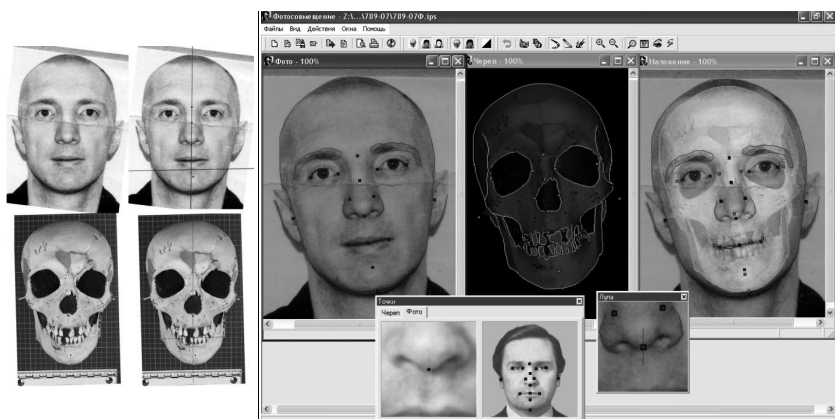 Фотосовмещение - Z:\...\789-07\789-07Ф.ips
Файлы Вид Действия Окна Помощь
Фото - 100%
Череп - 100%
Наложение - 100%
Точки
Череп Фото
Лупа